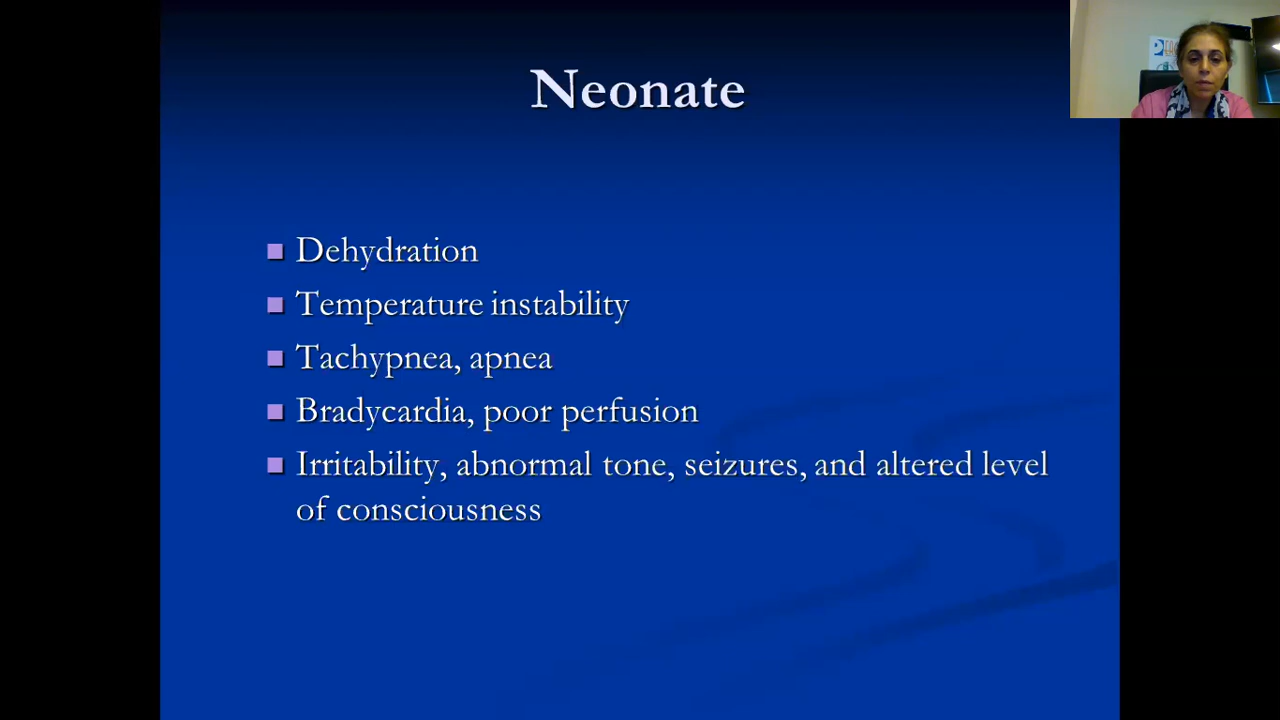 Neonate
Dehydration
Temperature instability
Tachypnea, apnea
Bradycardia, poor perfusion
Irritability, abnormal tone, seizures, and altered level
of consciousness